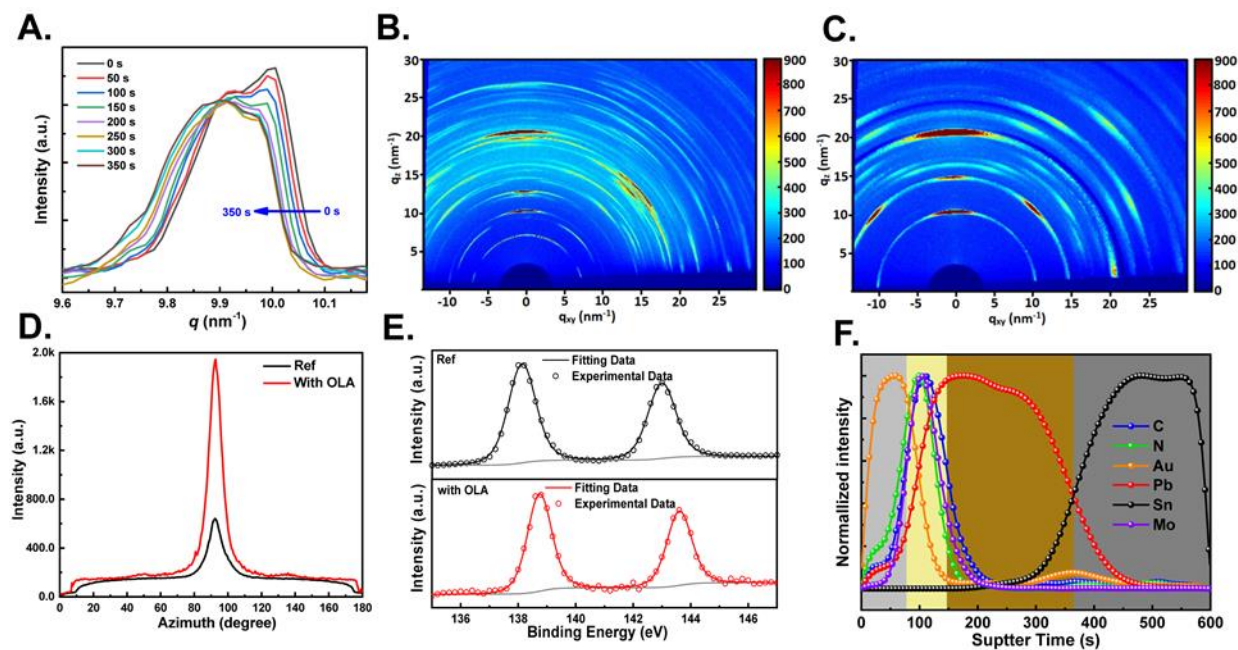 A.
0 s
50 s
100 s
150 s
200 s
250 s
300 s
350 s
350 s 0 s
Intensity (a.u.)
9.6 9.7 9.8 9.9 10.0 10.1
q (nm⁻¹)
B.
30
25
20
15
10
5
qz (nm⁻¹)
-10 -5 0 5 10 15 20 25
qxy (nm⁻¹)
900
800
700
600
500
400
300
200
100
0
C.
30
25
20
15
10
5
qz (nm⁻¹)
-10 -5 0 5 10 15 20 25
qxy (nm⁻¹)
900
800
700
600
500
400
300
200
100
0
D.
2.0k
1.6k
1.2k
800.0
400.0
0.0
Intensity (a.u.)
Ref
With OLA
0 20 40 60 80 100 120 140 160 180
Azimuth (degree)
E.
Ref
Fitting Data
Experimental Data
Intensity (a.u.)
with OLA
Fitting Data
Experimental Data
Intensity (a.u.)
136 138 140 142 144 146
Binding Energy (eV)
F.
Normallized intensity
C
N
Au
Pb
Sn
Mo
0 100 200 300 400 500 600
Suptter Time (s)